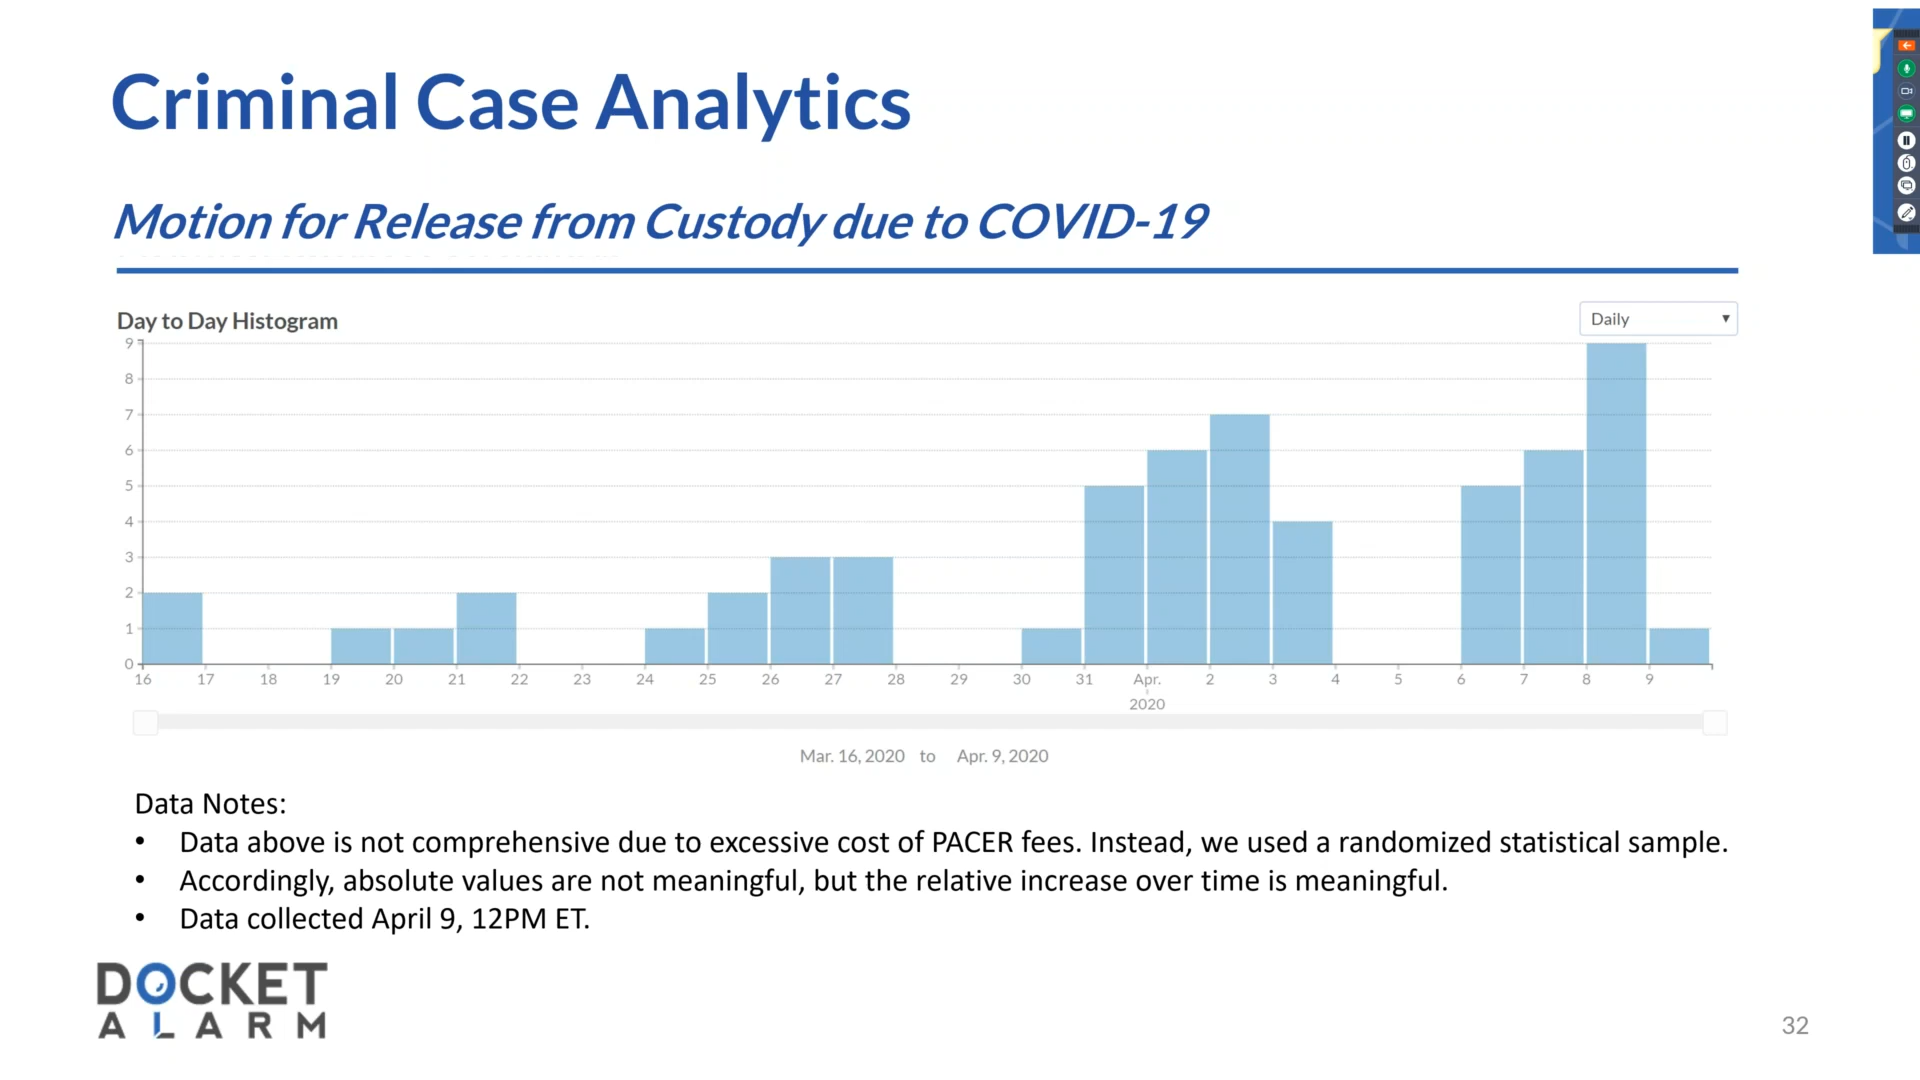 Criminal Case Analytics
Motion for Release from Custody due to COVID-19
Day to Day Histogram
Daily
9
8
7
6
5
4
3
2
1
0
16 17 18 19 20 21 22 23 24 25 26 27 28 29 30 31 Apr. 2 3 4 5 6 7 8 9
2020
Mar. 16, 2020 to Apr. 9, 2020
Data Notes:
• Data above is not comprehensive due to excessive cost of PACER fees. Instead, we used a randomized statistical sample.
• Accordingly, absolute values are not meaningful, but the relative increase over time is meaningful.
• Data collected April 9, 12PM ET.
DOCKET
ALARM
32